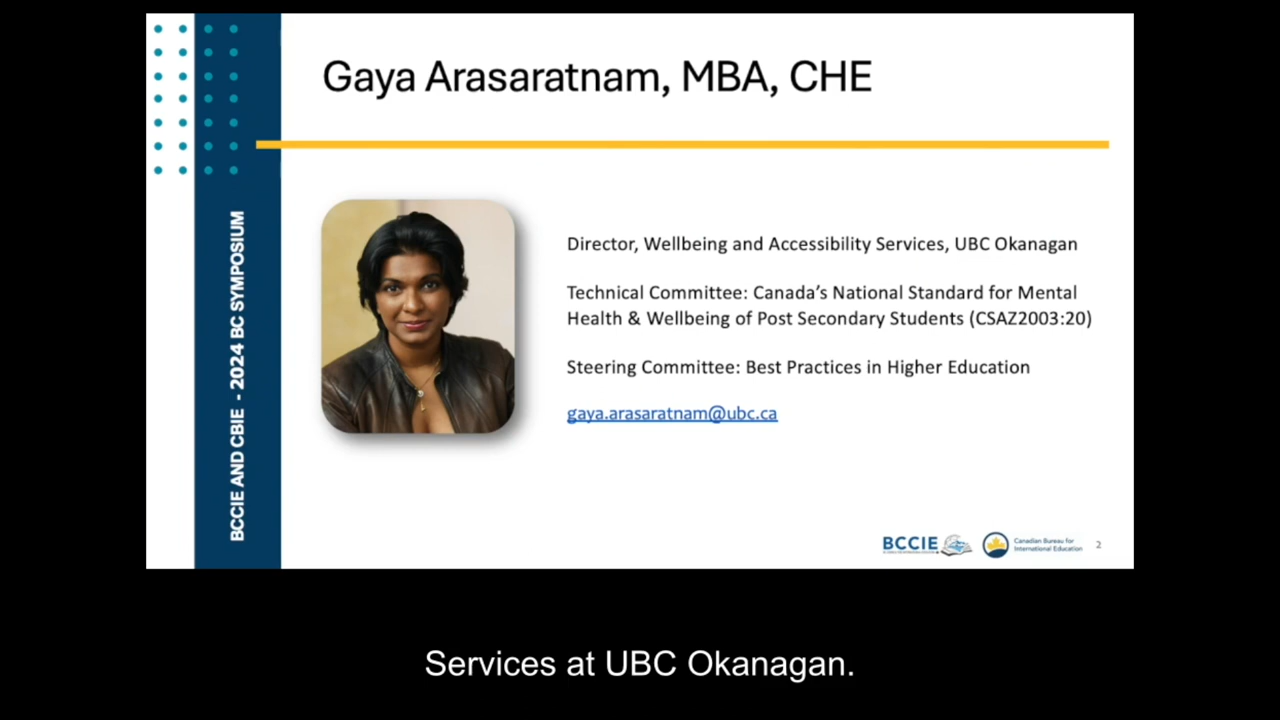 Gaya Arasaratnam, MBA, CHE
BCCIE AND CBIE - 2024 BC SYMPOSIUM
Director, Wellbeing and Accessibility Services, UBC Okanagan
Technical Committee: Canada’s National Standard for Mental
Health & Wellbeing of Post Secondary Students (CSAZ2003:20)
Steering Committee: Best Practices in Higher Education
gaya.arasaratnam@ubc.ca
BCCIE
Canadian Bureau for
International Education
2
Services at UBC Okanagan.